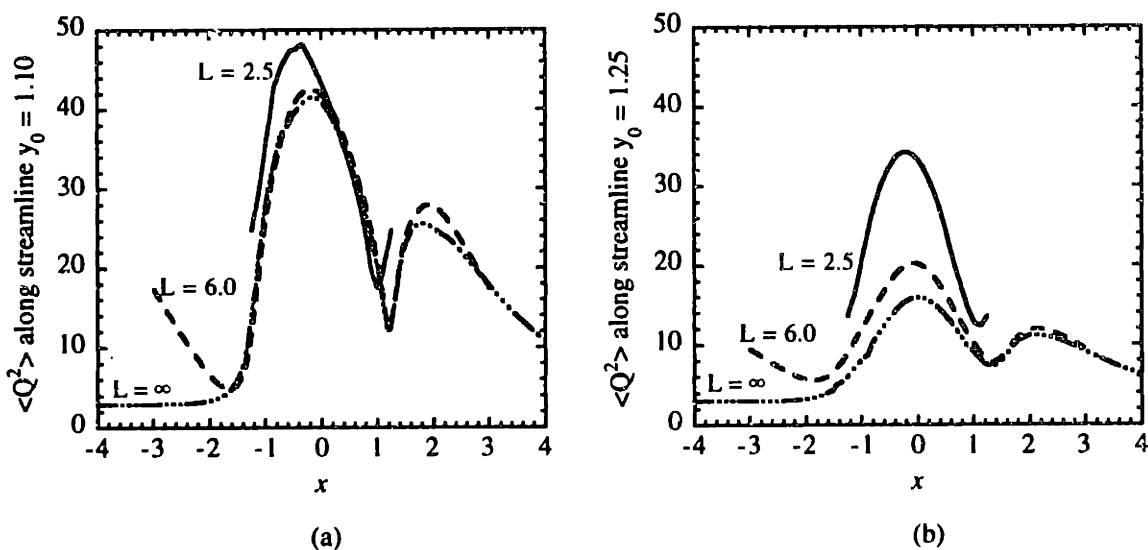 <Q²> along streamline y₀ = 1.10
50
40
30
20
10
0
L = 2.5
L = 6.0
L = ∞
-4 -3 -2 -1 0 1 2 3 4
x
(a)
<Q²> along streamline y₀ = 1.25
50
40
30
20
10
0
L = 2.5
L = 6.0
L = ∞
-4 -3 -2 -1 0 1 2 3 4
x
(b)